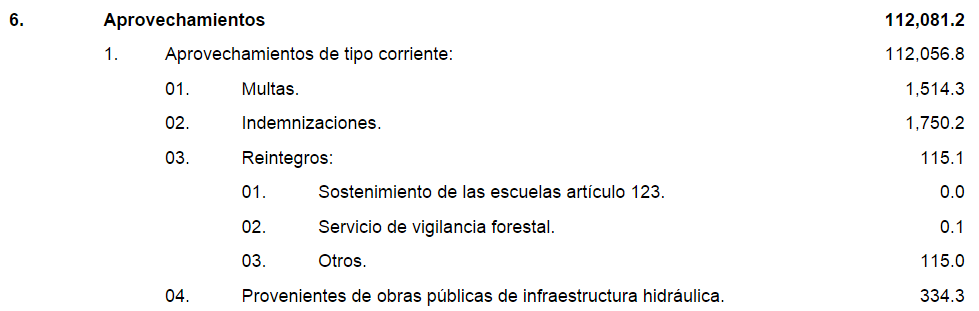 6. Aprovechamientos 112,081.2
1. Aprovechamientos de tipo corriente: 112,056.8
01. Multas. 1,514.3
02. Indemnizaciones. 1,750.2
03. Reintegros: 115.1
01. Sostenimiento de las escuelas artículo 123. 0.0
02. Servicio de vigilancia forestal. 0.1
03. Otros. 115.0
04. Provenientes de obras públicas de infraestructura hidráulica. 334.3